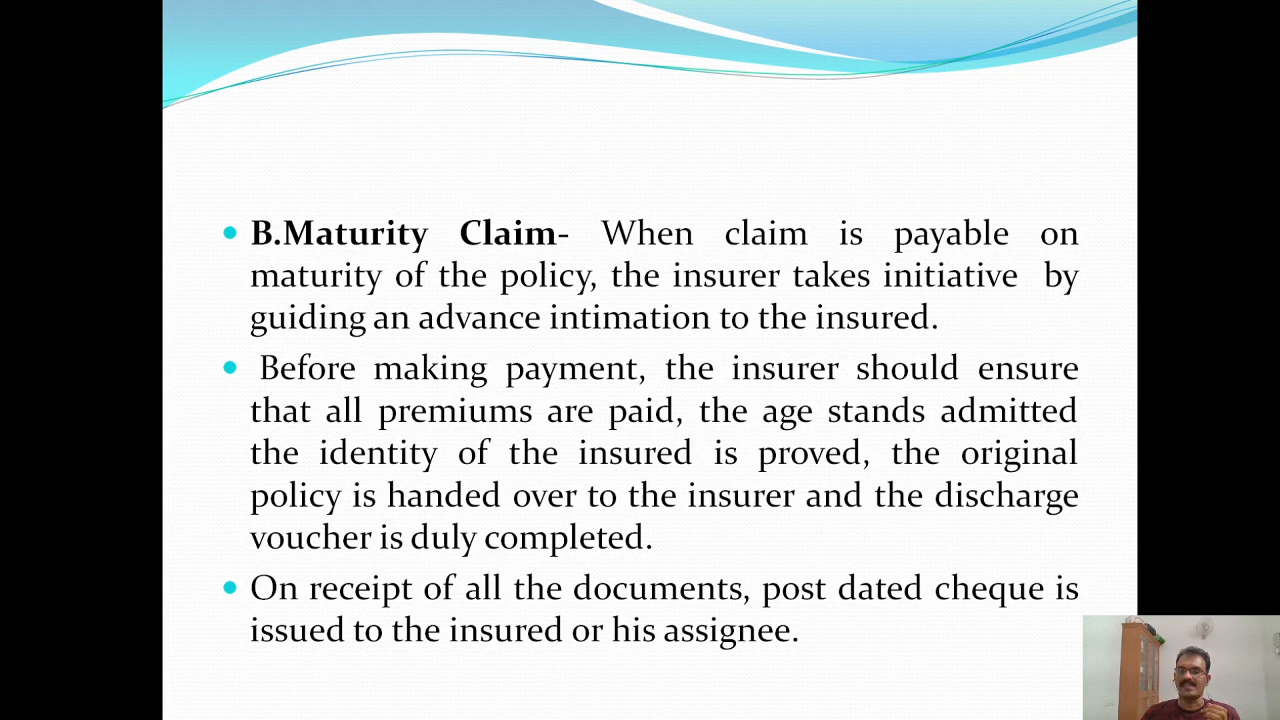 B.Maturity Claim- When claim is payable on
maturity of the policy, the insurer takes initiative by
guiding an advance intimation to the insured.
Before making payment, the insurer should ensure
that all premiums are paid, the age stands admitted
the identity of the insured is proved, the original
policy is handed over to the insurer and the discharge
voucher is duly completed.
On receipt of all the documents, post dated cheque is
issued to the insured or his assignee.